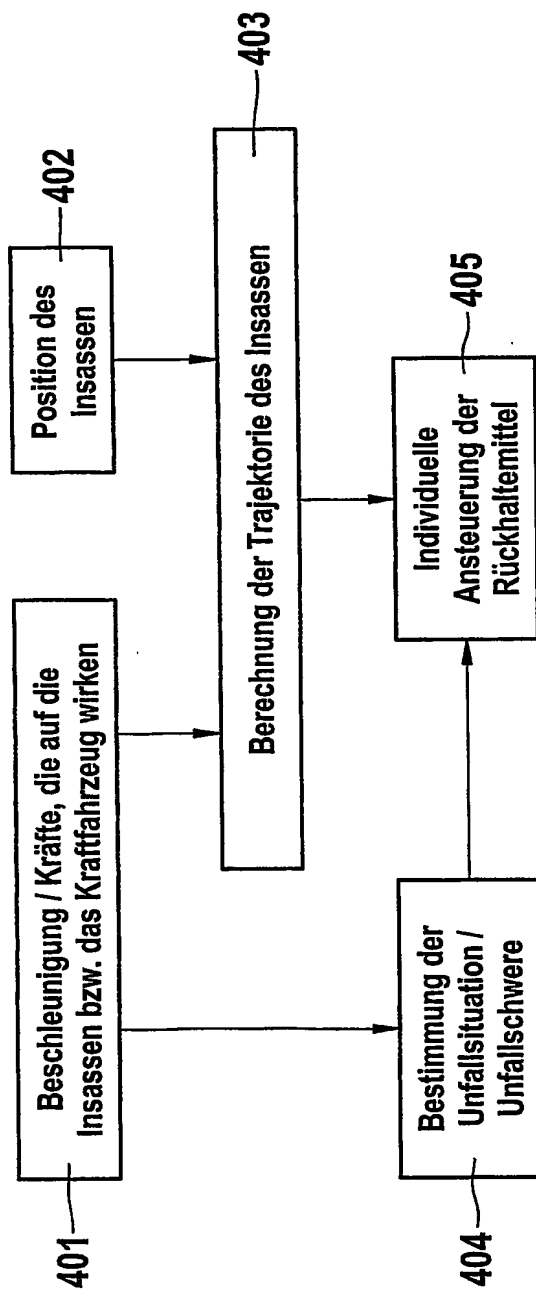 401
Beschleunigung / Kräfte, die auf die
Insassen bzw. das Kraftfahrzeug wirken
Position des
Insassen
402
Berechnung der Trajektorie des Insassen
403
Bestimmung der
Unfallsituation /
Unfallschwere
404
Individuelle
Ansteuerung der
Rückhaltemittel
405